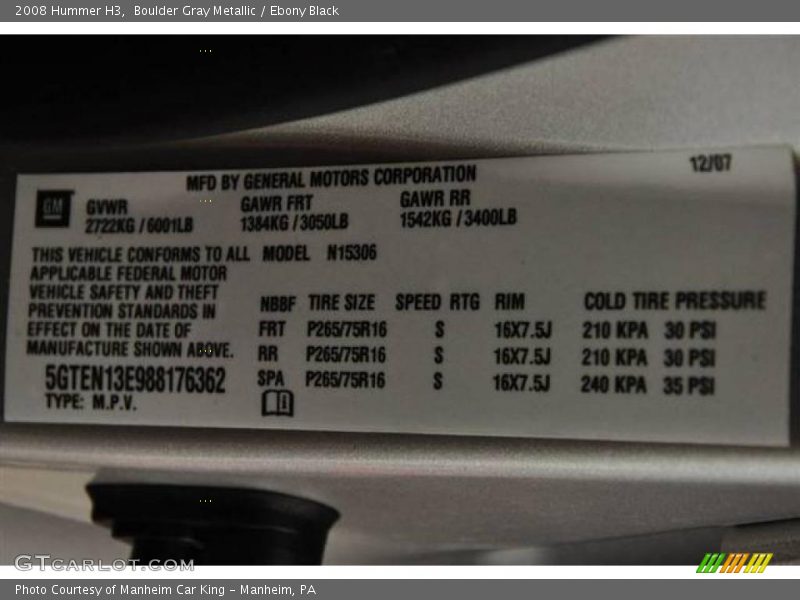 2008 Hummer H3,  Boulder Gray Metallic / Ebony Black
MFD BY GENERAL MOTORS CORPORATION
12/07
GM
GVWR GAWR FRT GAWR RR
2722KG / 6001LB 1384KG / 3050LB 1542KG / 3400LB
THIS VEHICLE CONFORMS TO ALL MODEL N15306
APPLICABLE FEDERAL MOTOR
VEHICLE SAFETY AND THEFT
PREVENTION STANDARDS IN
EFFECT ON THE DATE OF
MANUFACTURE SHOWN ABOVE.
5GTEN13E988176362
TYPE: M.P.V.
NBBF TIRE SIZE SPEED RTG RIM COLD TIRE PRESSURE
FRT P265/75R16 S 16X7.5J 210 KPA 30 PSI
RR P265/75R16 S 16X7.5J 210 KPA 30 PSI
SPA P265/75R16 S 16X7.5J 240 KPA 35 PSI
GTCARLOT.COM
Photo Courtesy of Manheim Car King – Manheim, PA